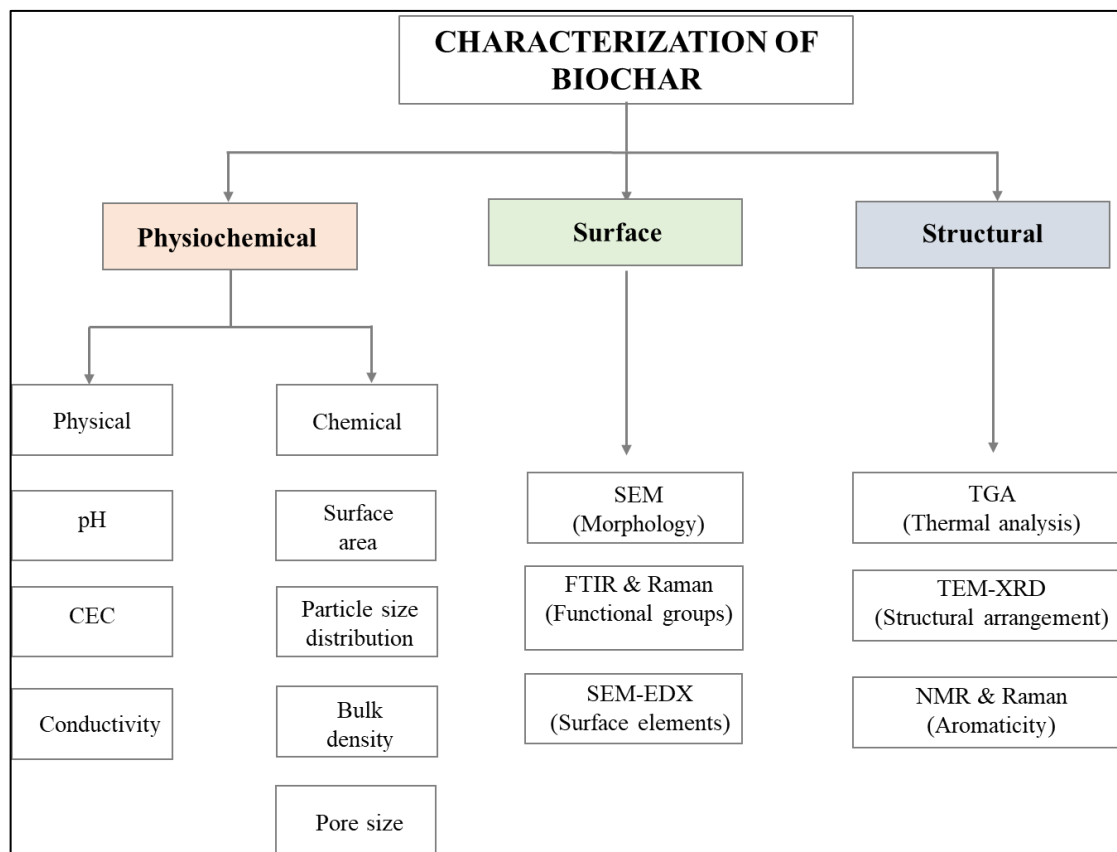 CHARACTERIZATION OF
BIOCHAR
Physiochemical
Surface
Structural
Physical
Chemical
pH
Surface
area
SEM
(Morphology)
TGA
(Thermal analysis)
CEC
Particle size
distribution
FTIR & Raman
(Functional groups)
TEM-XRD
(Structural arrangement)
Conductivity
Bulk
density
SEM-EDX
(Surface elements)
NMR & Raman
(Aromaticity)
Pore size